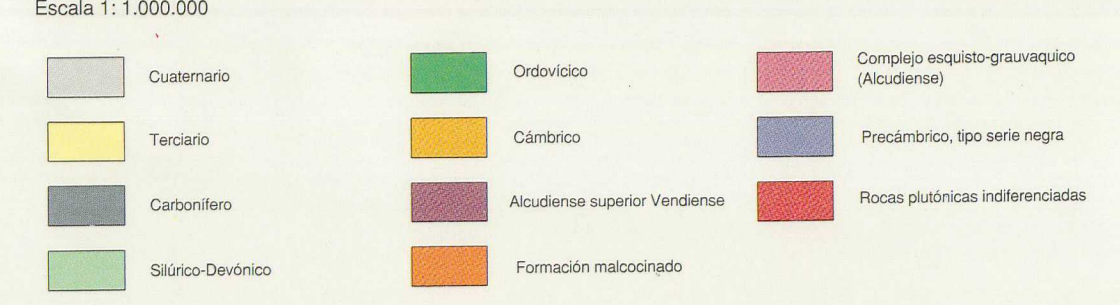 Escala 1: 1.000.000
Cuaternario
Terciario
Carbonífero
Silúrico-Devónico
Ordovícico
Cámbrico
Alcudiense superior Vendiense
Formación malcocinado
Complejo esquisto-grauvaquico
(Alcudiense)
Precámbrico, tipo serie negra
Rocas plutónicas indiferenciadas